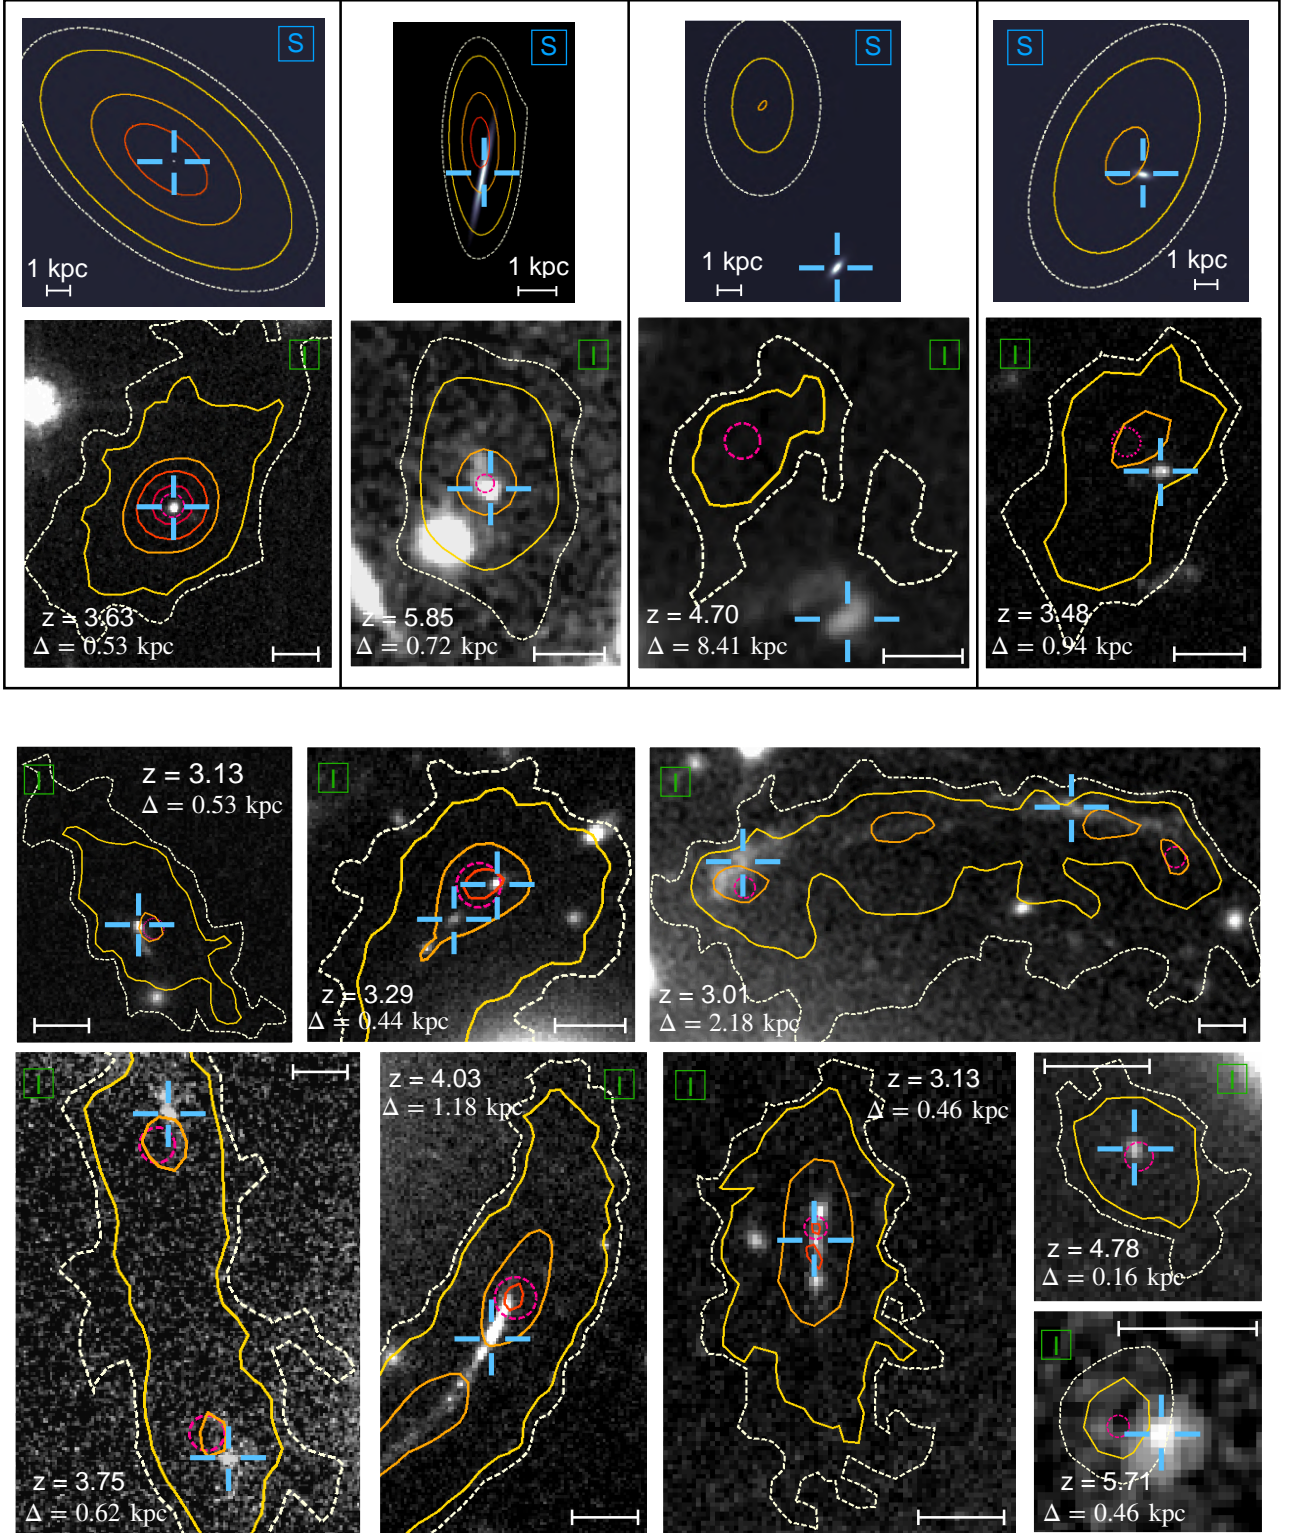 S
1 kpc
S
1 kpc
S
1 kpc
S
1 kpc
I
z = 3.63
Δ = 0.53 kpc
I
z = 5.85
Δ = 0.72 kpc
I
z = 4.70
Δ = 8.41 kpc
I
z = 3.48
Δ = 0.94 kpc
I
z = 3.13
Δ = 0.53 kpc
I
z = 3.29
Δ = 0.44 kpc
I
z = 3.01
Δ = 2.18 kpc
I
z = 3.75
Δ = 0.62 kpc
I
z = 4.03
Δ = 1.18 kpc
I
z = 3.13
Δ = 0.46 kpc
I
z = 4.78
Δ = 0.16 kpc
I
z = 5.71
Δ = 0.46 kpc